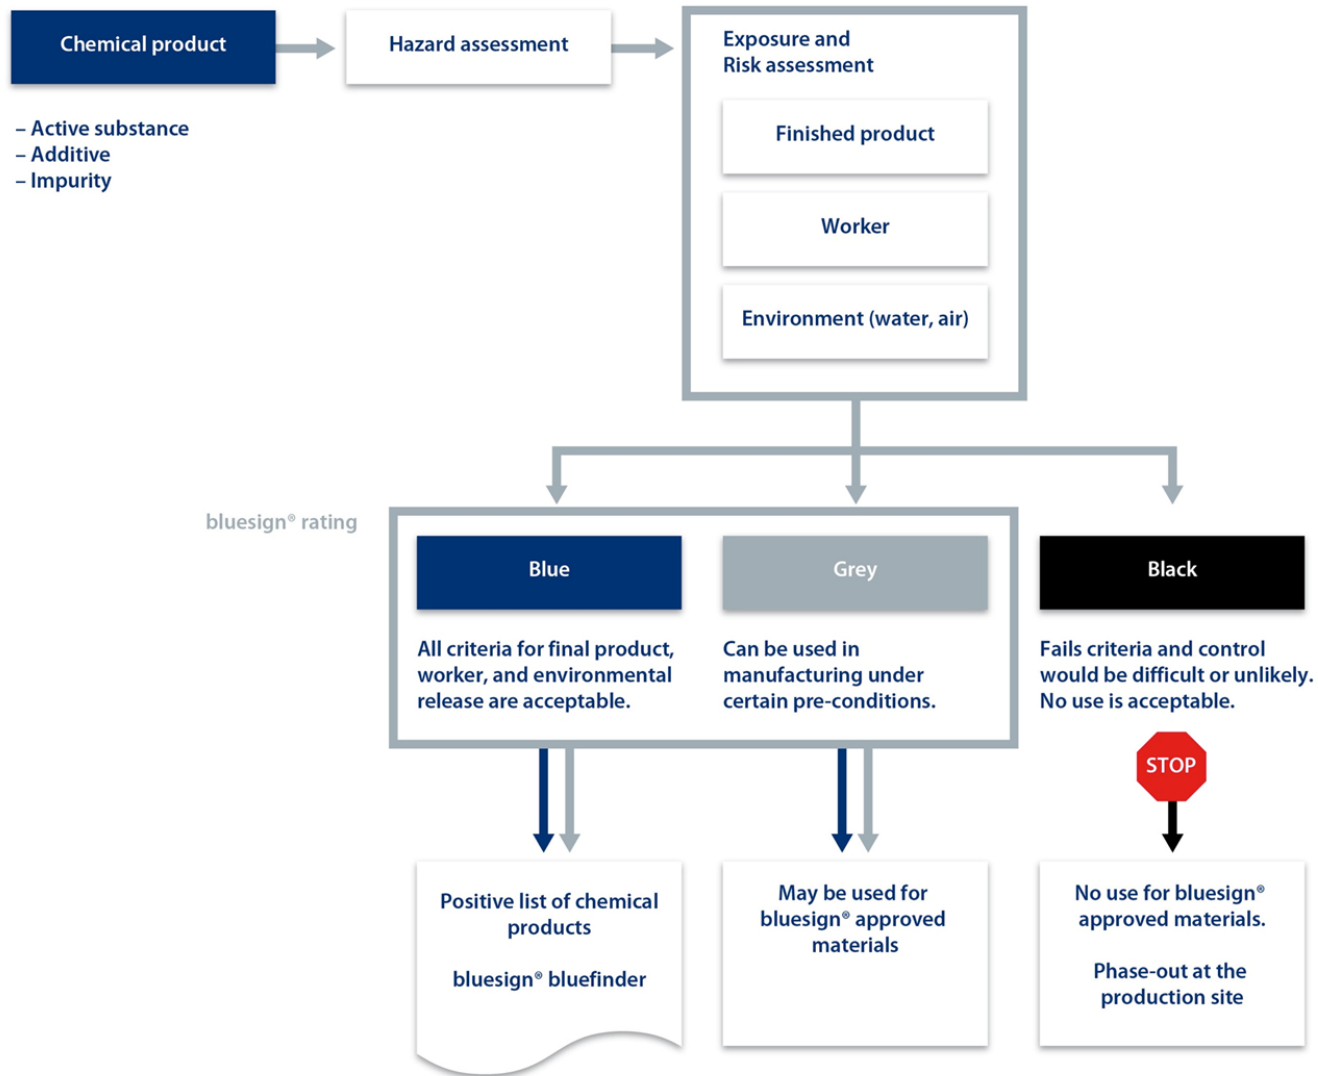 Chemical product
Hazard assessment
Exposure and
Risk assessment
– Active substance
– Additive
– Impurity
Finished product
Worker
Environment (water, air)
bluesign® rating
Blue
Grey
Black
All criteria for final product,
worker, and environmental
release are acceptable.
Can be used in
manufacturing under
certain pre-conditions.
Fails criteria and control
would be difficult or unlikely.
No use is acceptable.
STOP
Positive list of chemical
products
bluesign® bluefinder
May be used for
bluesign® approved
materials
No use for bluesign®
approved materials.
Phase-out at the
production site